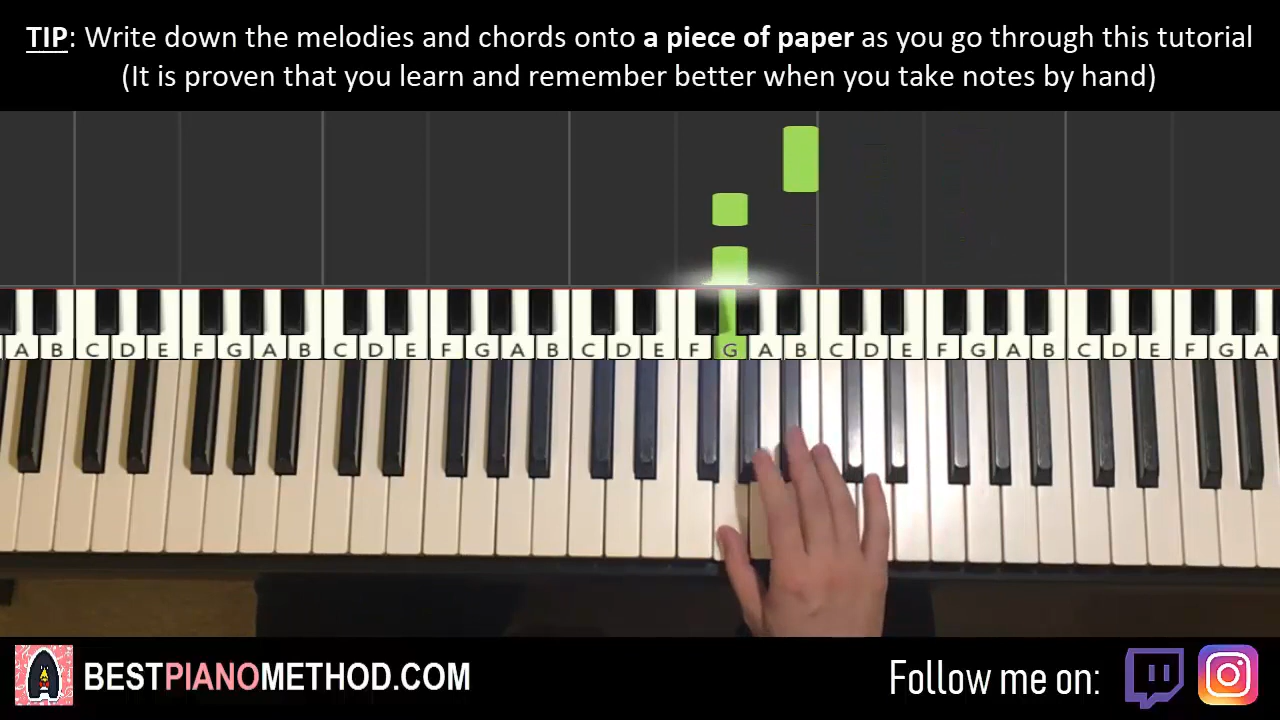 TIP: Write down the melodies and chords onto a piece of paper as you go through this tutorial
(It is proven that you learn and remember better when you take notes by hand)
A B C D E F G A B C D E F G A B C D E F G A B C D E F G A B C D E F G A
BESTPIANOMETHOD.COM Follow me on: